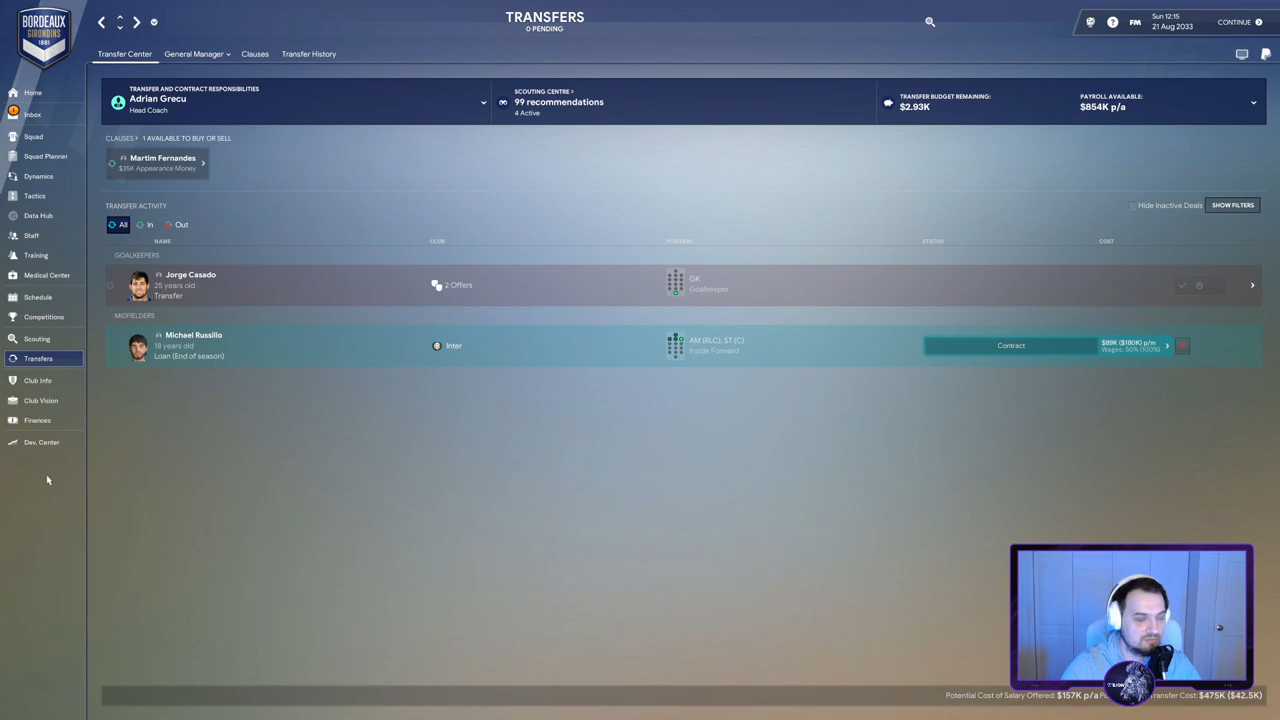 BORDEAUX
GIRONDINS
1881
TRANSFERS
0 PENDING
FM
Sun 12:15
21 Aug 2033
CONTINUE
Transfer Center
General Manager
Clauses
Transfer History
Home
Inbox
Squad
Squad Planner
Dynamics
Tactics
Data Hub
Staff
Training
Medical Center
Schedule
Competitions
Scouting
Transfers
Club Info
Club Vision
Finances
Dev. Center
TRANSFER AND CONTRACT RESPONSIBILITIES
Adrian Grecu
Head Coach
SCOUTING CENTRE >
99 recommendations
4 Active
TRANSFER BUDGET REMAINING:
$2.93K
PAYROLL AVAILABLE:
$854K p/a
CLAUSES > 1 AVAILABLE TO BUY OR SELL
Martim Fernandes
$35K Appearance Money
TRANSFER ACTIVITY
Hide Inactive Deals
SHOW FILTERS
All
In
Out
NAME CLUB POSITION STATUS COST
GOALKEEPERS
Jorge Casado
25 years old
Transfer
2 Offers
GK
Goalkeeper
MIDFIELDERS
Michael Russillo
18 years old
Loan (End of season)
Inter
AM (RLC), ST (C)
Inside Forward
Contract
$89K ($180K) p/m
Wages: 50% (100%)
Potential Cost of Salary Offered: $157K p/a Po Transfer Cost: $475K ($42.5K)